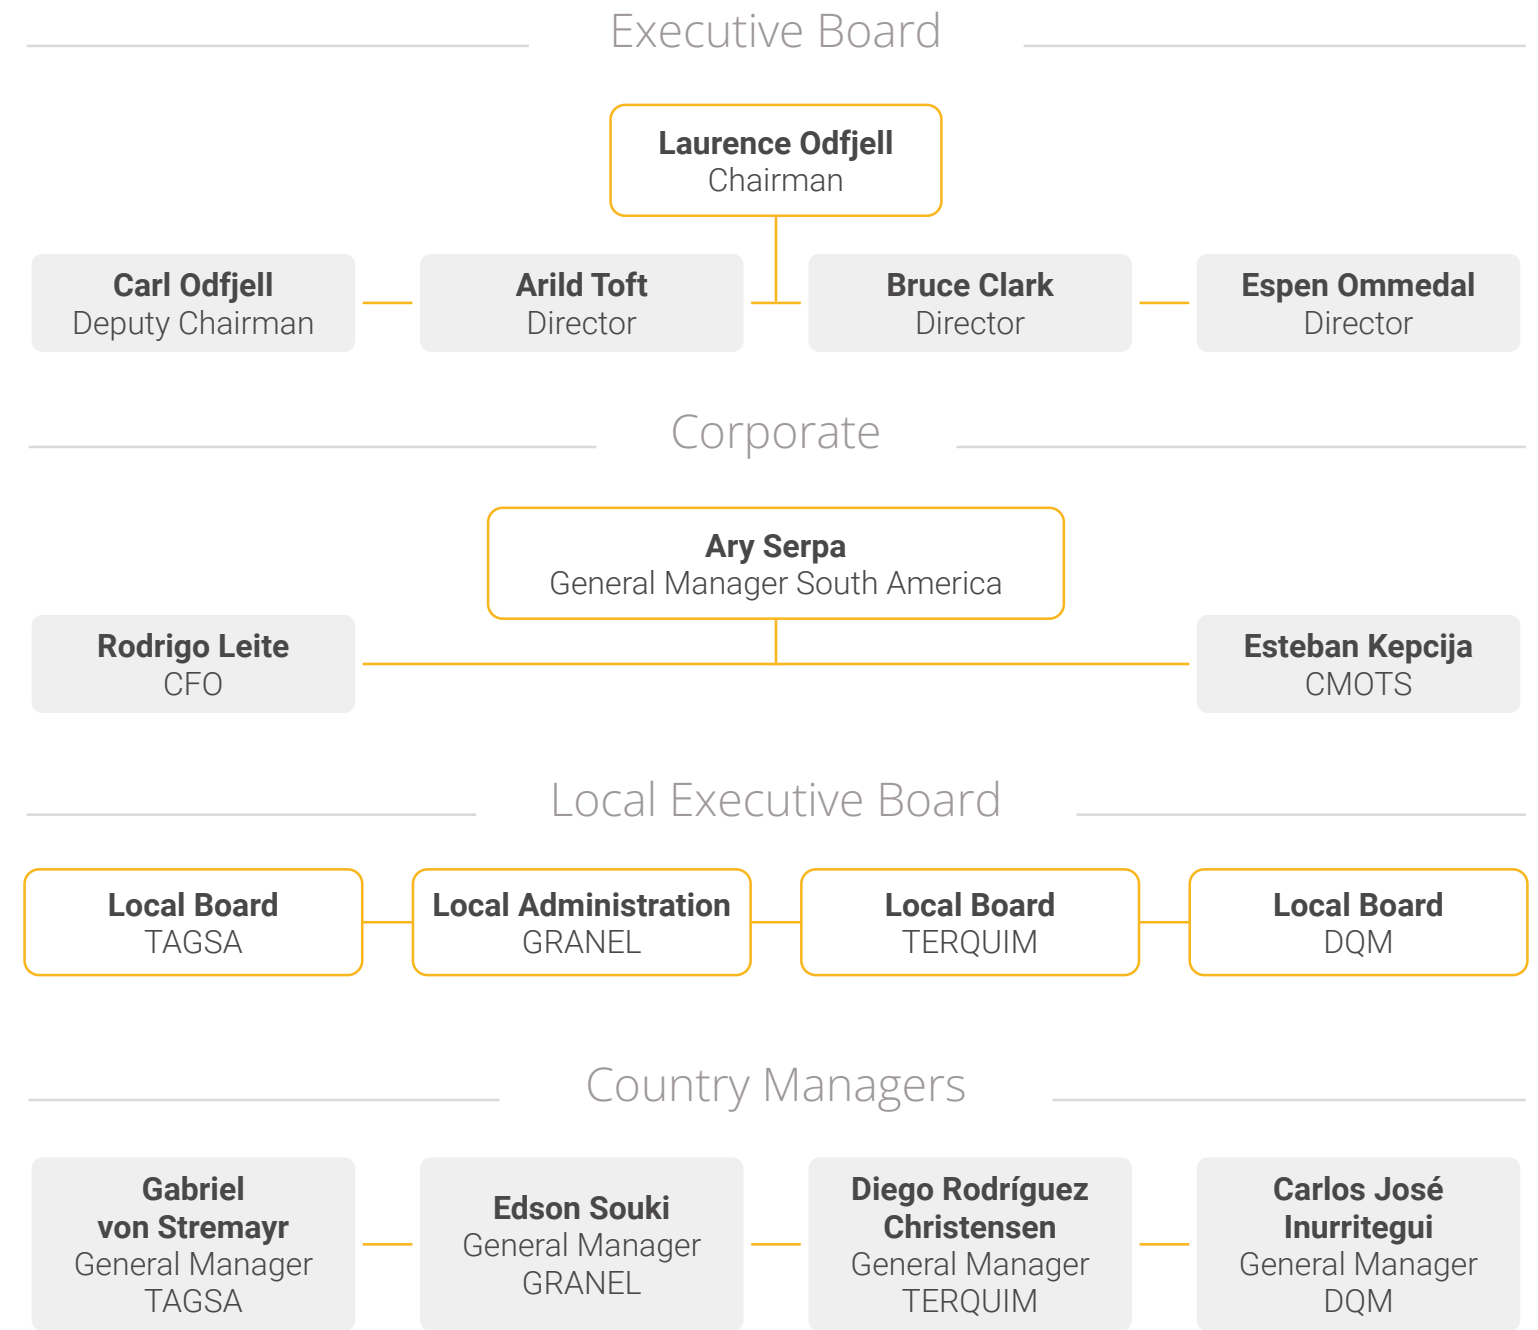 Executive Board
Laurence Odfjell
Chairman
Carl Odfjell
Deputy Chairman
Arild Toft
Director
Bruce Clark
Director
Espen Ommedal
Director
Corporate
Ary Serpa
General Manager South America
Rodrigo Leite
CFO
Esteban Kepcija
CMOTS
Local Executive Board
Local Board
TAGSA
Local Administration
GRANEL
Local Board
TERQUIM
Local Board
DQM
Country Managers
Gabriel
von Stremayr
General Manager
TAGSA
Edson Souki
General Manager
GRANEL
Diego Rodríguez
Christensen
General Manager
TERQUIM
Carlos José
Inurritegui
General Manager
DQM